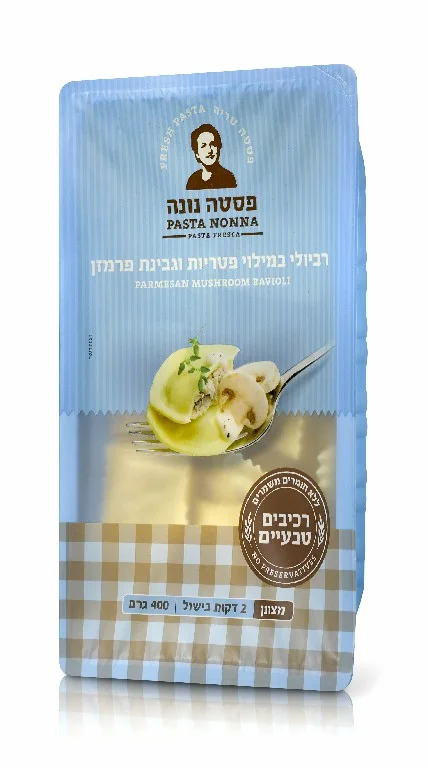 FRESH PASTA פסטה טריה
פסטה נונה
PASTA NONNA
PASTA FRESCA
רביולי במילוי פטריות וגבינת פרמזן
PARMESAN MUSHROOM RAVIOLI
ללא חומרים משמרים
רכיבים
טבעיים
NO PRESERVATIVES
מצונן | 2 דקות בישול | 400 גרם